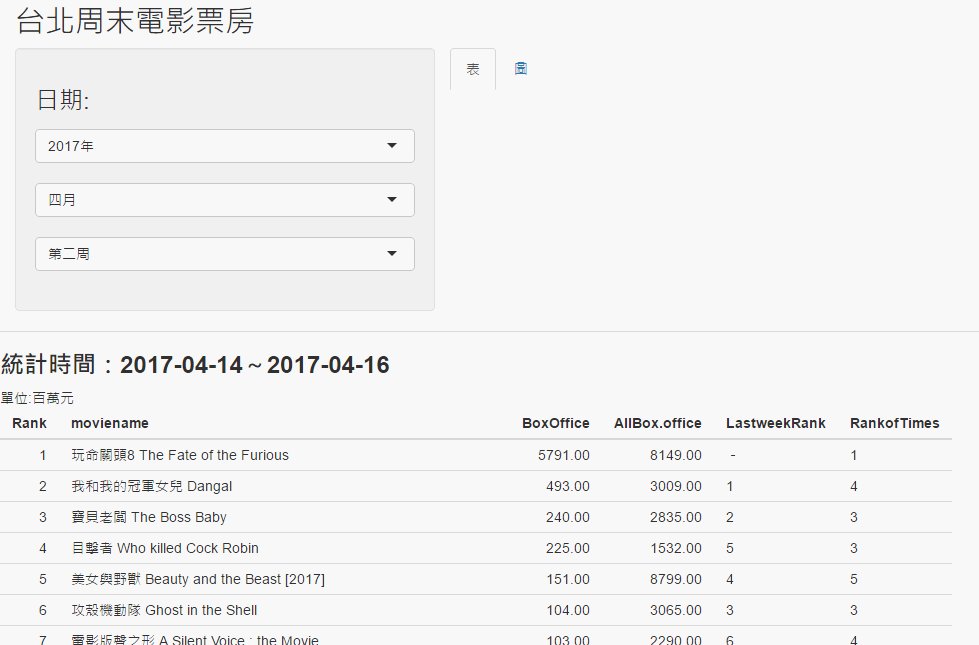 台北周末電影票房
日期:
2017年
四月
第二周
表 圖
統計時間：2017-04-14～2017-04-16
單位:百萬元
Rank moviename BoxOffice AllBox.office LastweekRank RankofTimes
1 玩命關頭8 The Fate of the Furious 5791.00 8149.00 - 1
2 我和我的冠軍女兒 Dangal 493.00 3009.00 1 4
3 寶貝老闆 The Boss Baby 240.00 2835.00 2 3
4 目擊者 Who killed Cock Robin 225.00 1532.00 5 3
5 美女與野獸 Beauty and the Beast [2017] 151.00 8799.00 4 5
6 攻殼機動隊 Ghost in the Shell 104.00 3065.00 3 3
7 電影版聲之形 A Silent Voice : the Movie 103.00 2290.00 6 4